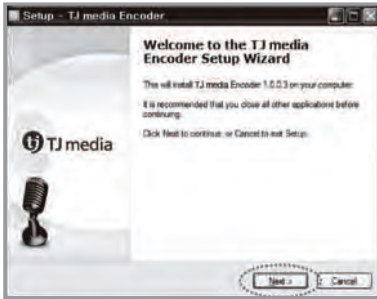 Setup - TJ media Encoder
Welcome to the TJ media
Encoder Setup Wizard
This will install TJ media Encoder 1.0.0.3 on your computer.
It is recommended that you close all other applications before
continuing.
Click Next to continue, or Cancel to exit Setup.
TJ media
Next >
Cancel